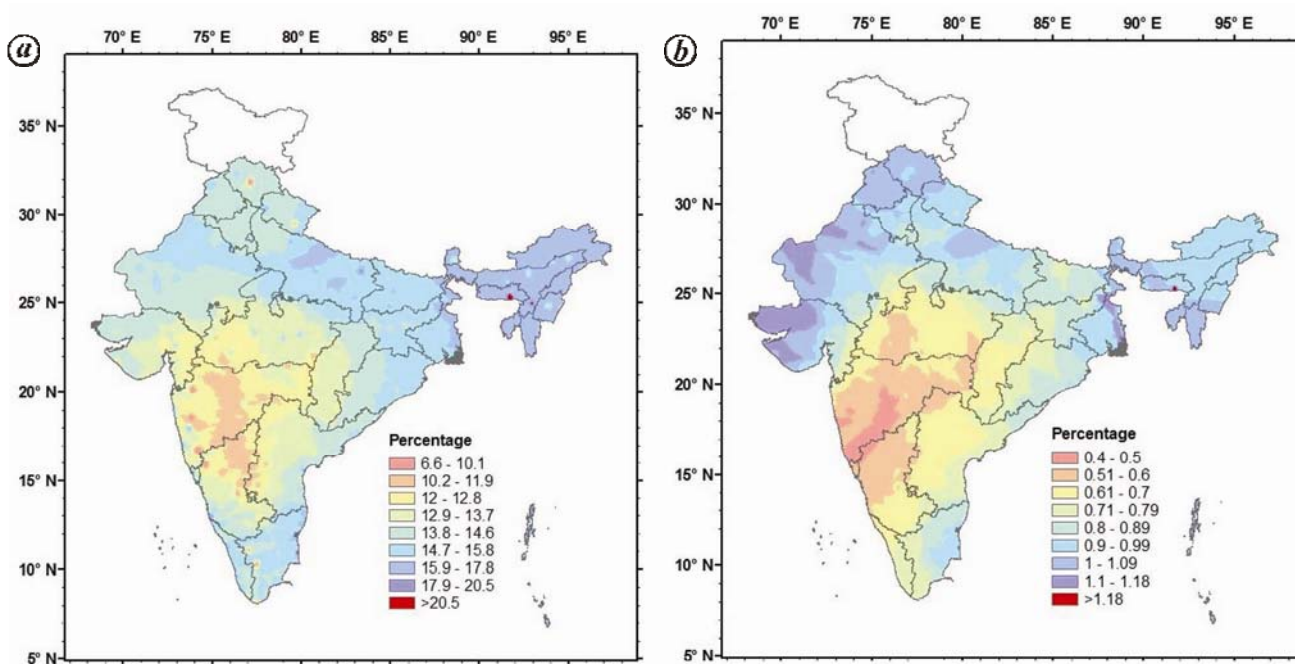 a
70° E 75° E 80° E 85° E 90° E 95° E
35° N
30° N
25° N
20° N
15° N
10° N
5° N
Percentage
6.6 - 10.1
10.2 - 11.9
12 - 12.8
12.9 - 13.7
13.8 - 14.6
14.7 - 15.8
15.9 - 17.8
17.9 - 20.5
>20.5
b
70° E 75° E 80° E 85° E 90° E 95° E
35° N
30° N
25° N
20° N
15° N
10° N
5° N
Percentage
0.4 - 0.5
0.51 - 0.6
0.61 - 0.7
0.71 - 0.79
0.8 - 0.89
0.9 - 0.99
1 - 1.09
1.1 - 1.18
>1.18